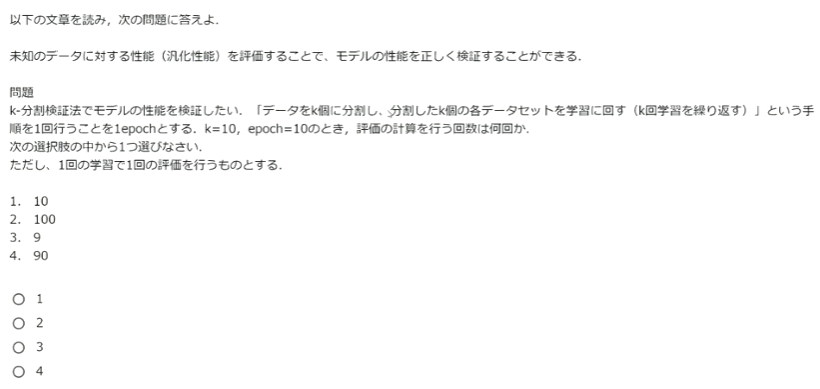 以下の文章を読み，次の問題に答えよ．
未知のデータに対する性能（汎化性能）を評価することで、モデルの性能を正しく検証することができる．
問題
k-分割検証法でモデルの性能を検証したい．「データをk個に分割し、分割したk個の各データセットを学習に回す（k回学習を繰り返す）」という手
順を1回行うことを1epochとする．k=10，epoch=10のとき，評価の計算を行う回数は何回か．
次の選択肢の中から1つ選びなさい．
ただし、1回の学習で1回の評価を行うものとする．
1. 10
2. 100
3. 9
4. 90
1
2
3
4